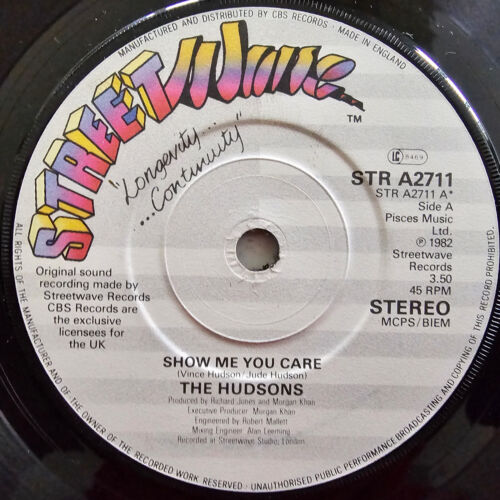 MANUFACTURED AND DISTRIBUTED BY CBS RECORDS · MADE IN ENGLAND
STREETWAVE
TM
"Longevity...
...Continuity"
LC 8469
STR A2711
STR A2711 A*
Side A
Pisces Music
Ltd.
℗ 1982
Streetwave
Records
3.50
45 RPM
STEREO
MCPS/BIEM
Original sound
recording made by
Streetwave Records
CBS Records are
the exclusive
licensees for
the UK
SHOW ME YOU CARE
(Vince Hudson/Jude Hudson)
THE HUDSONS
Produced by Richard Jones and Morgan Khan
Executive Producer Morgan Khan
Engineered by Robert Mallett
Mixing Engineer Alan Leeming
Recorded at Streetwave Studio, London
ALL RIGHTS OF THE MANUFACTURER AND OF THE OWNER OF THE RECORDED WORK RESERVED · UNAUTHORISED PUBLIC PERFORMANCE BROADCASTING AND COPYING OF THIS RECORD PROHIBITED.